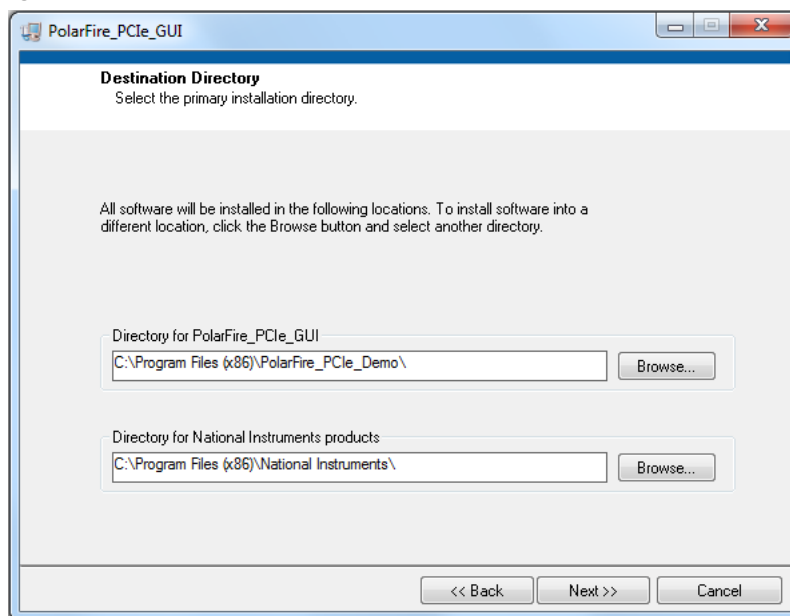 PolarFire_PCIe_GUI
Destination Directory
Select the primary installation directory.
All software will be installed in the following locations. To install software into a
different location, click the Browse button and select another directory.
Directory for PolarFire_PCIe_GUI
C:\Program Files (x86)\PolarFire_PCIe_Demo\
Browse...
Directory for National Instruments products
C:\Program Files (x86)\National Instruments\
Browse...
<< Back
Next >>
Cancel